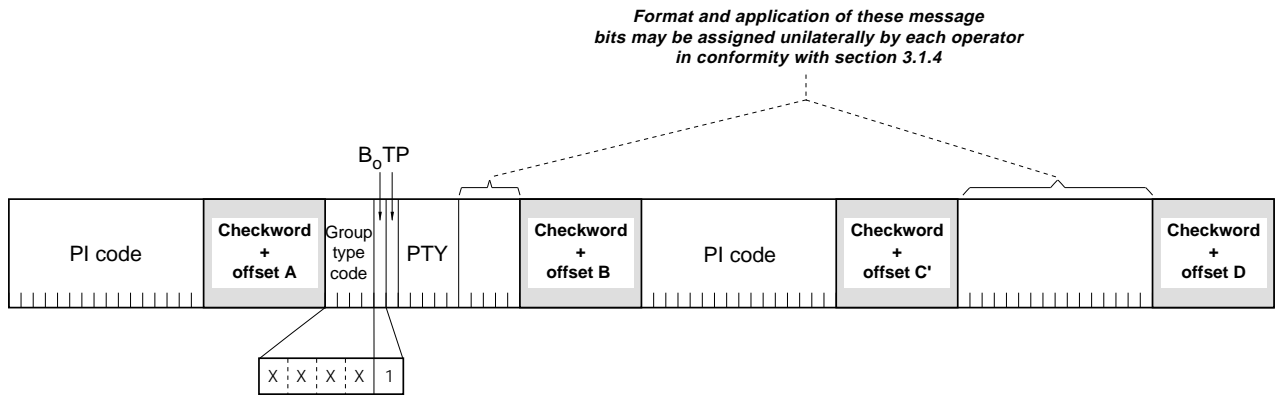 Format and application of these message
bits may be assigned unilaterally by each operator
in conformity with section 3.1.4
BoTP
PI code
Checkword
+
offset A
Group
type
code
PTY
Checkword
+
offset B
PI code
Checkword
+
offset C'
Checkword
+
offset D
X X X X 1